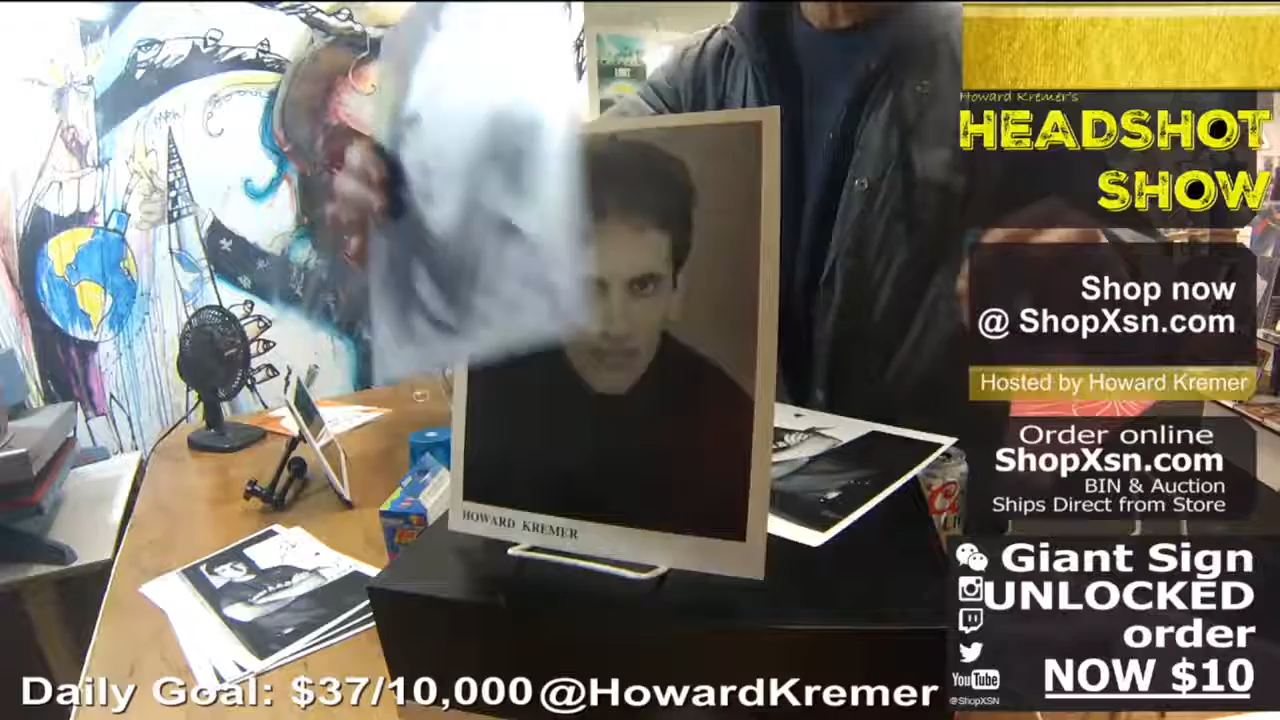 Howard Kremer's
HEADSHOT
SHOW
Shop now
@ ShopXsn.com
Hosted by Howard Kremer
Order online
ShopXsn.com
BIN & Auction
Ships Direct from Store
Giant Sign
UNLOCKED
order
NOW $10
YouTube
@ShopXSN
HOWARD KREMER
Daily Goal: $37/10,000 @HowardKremer